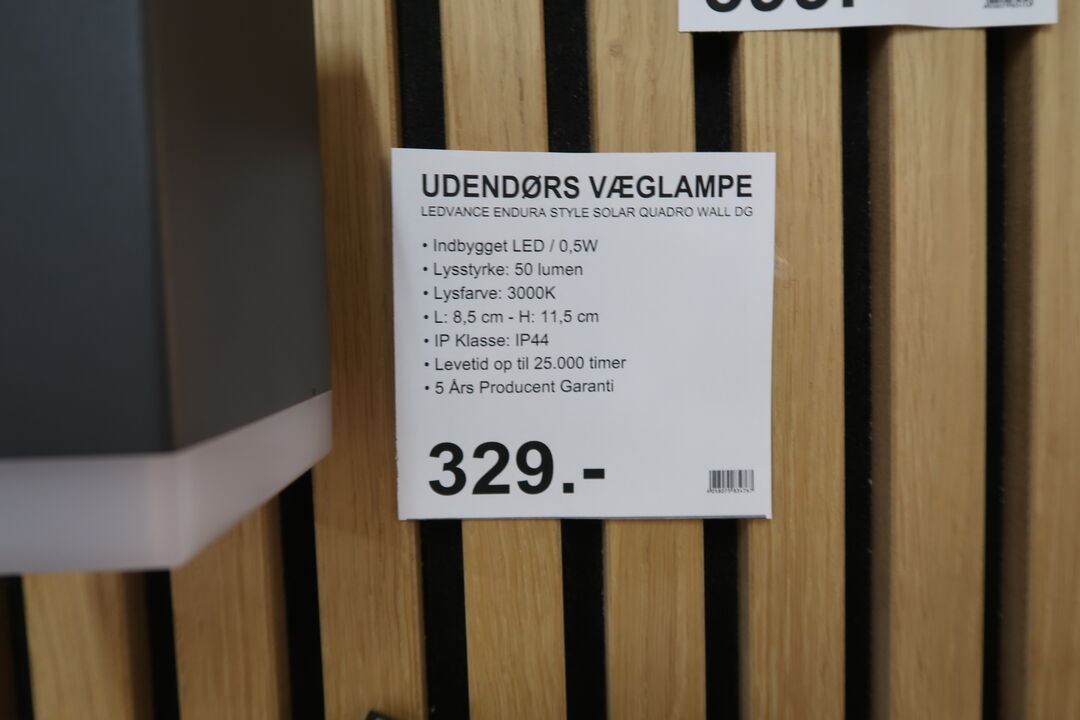 UDENDØRS VÆGLAMPE
LEDVANCE ENDURA STYLE SOLAR QUADRO WALL DG
• Indbygget LED / 0,5W
• Lysstyrke: 50 lumen
• Lysfarve: 3000K
• L: 8,5 cm - H: 11,5 cm
• IP Klasse: IP44
• Levetid op til 25.000 timer
• 5 Års Producent Garanti
329.-